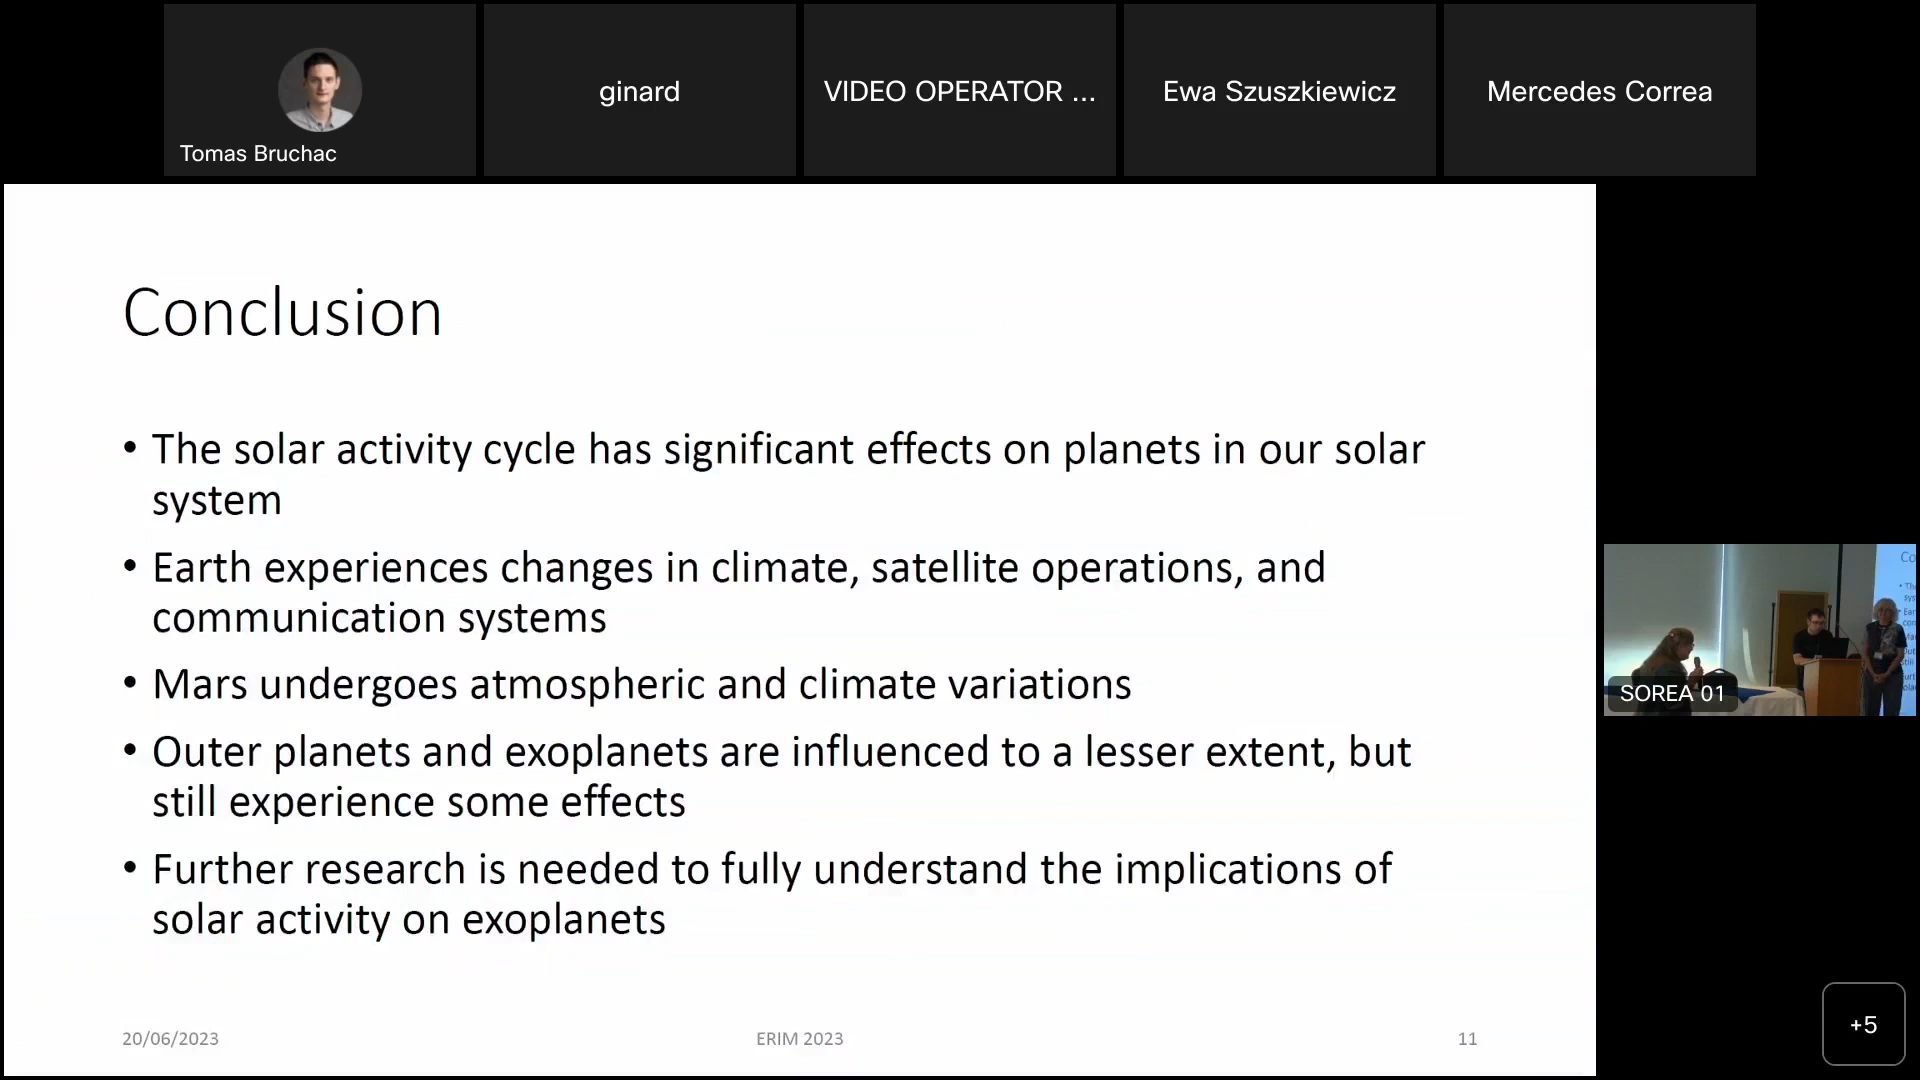 Tomas Bruchac
ginard
VIDEO OPERATOR ...
Ewa Szuszkiewicz
Mercedes Correa
Conclusion
• The solar activity cycle has significant effects on planets in our solar
system
• Earth experiences changes in climate, satellite operations, and
communication systems
• Mars undergoes atmospheric and climate variations
• Outer planets and exoplanets are influenced to a lesser extent, but
still experience some effects
• Further research is needed to fully understand the implications of
solar activity on exoplanets
20/06/2023
ERIM 2023
11
SOREA 01
+5